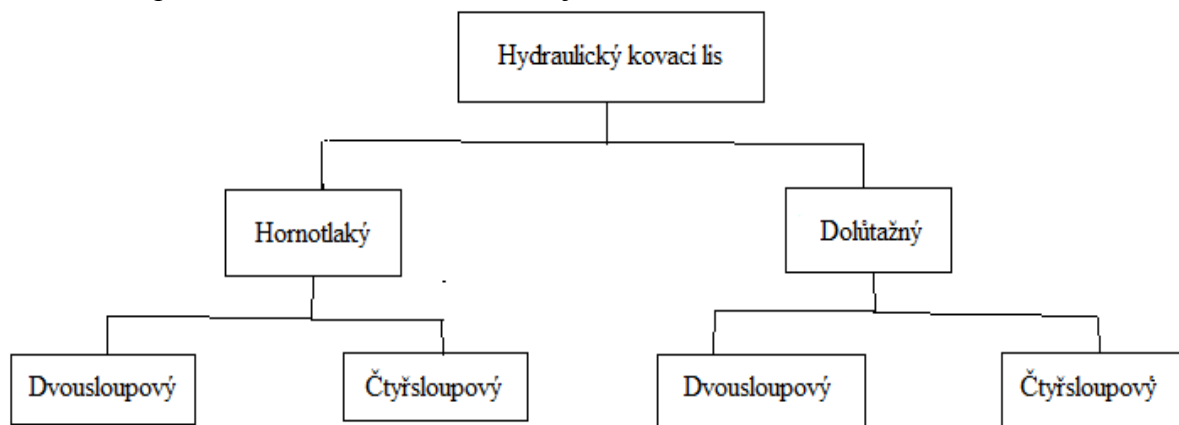 Hydraulický kovací lis
Hornotlaký
Dolůtažný
Dvousloupový
Čtyřsloupový
Dvousloupový
Čtyřsloupový